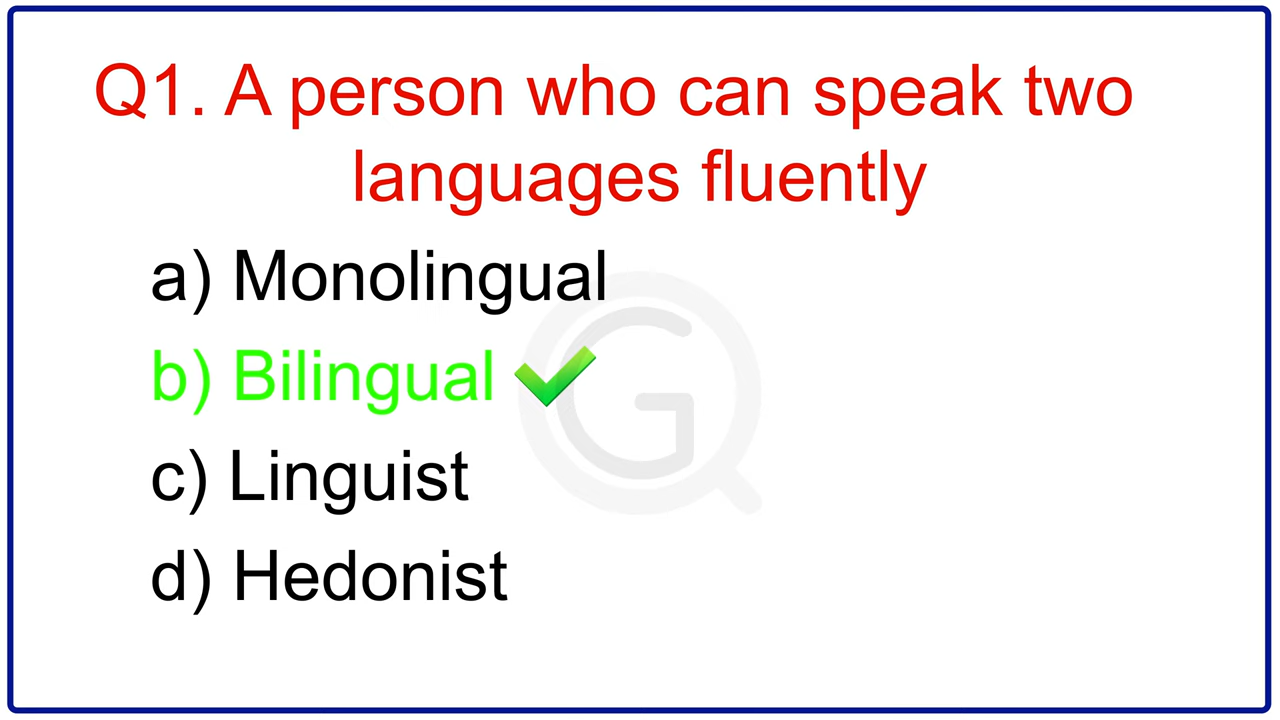 Q1. A person who can speak two
languages fluently
a) Monolingual
b) Bilingual
c) Linguist
d) Hedonist